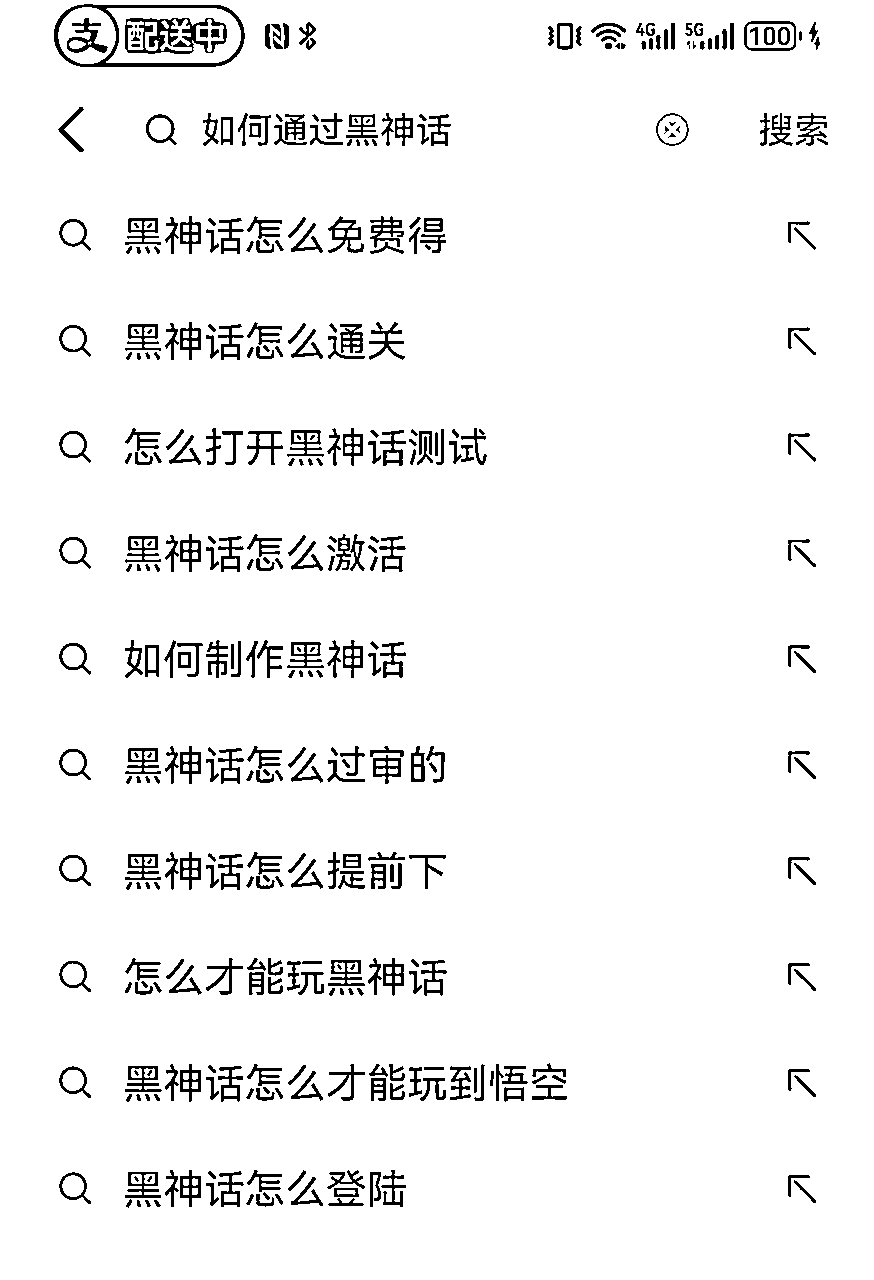 支 配送中 4G 5G 100
如何通过黑神话 搜索
黑神话怎么免费得
黑神话怎么通关
怎么打开黑神话测试
黑神话怎么激活
如何制作黑神话
黑神话怎么过审的
黑神话怎么提前下
怎么才能玩黑神话
黑神话怎么才能玩到悟空
黑神话怎么登陆